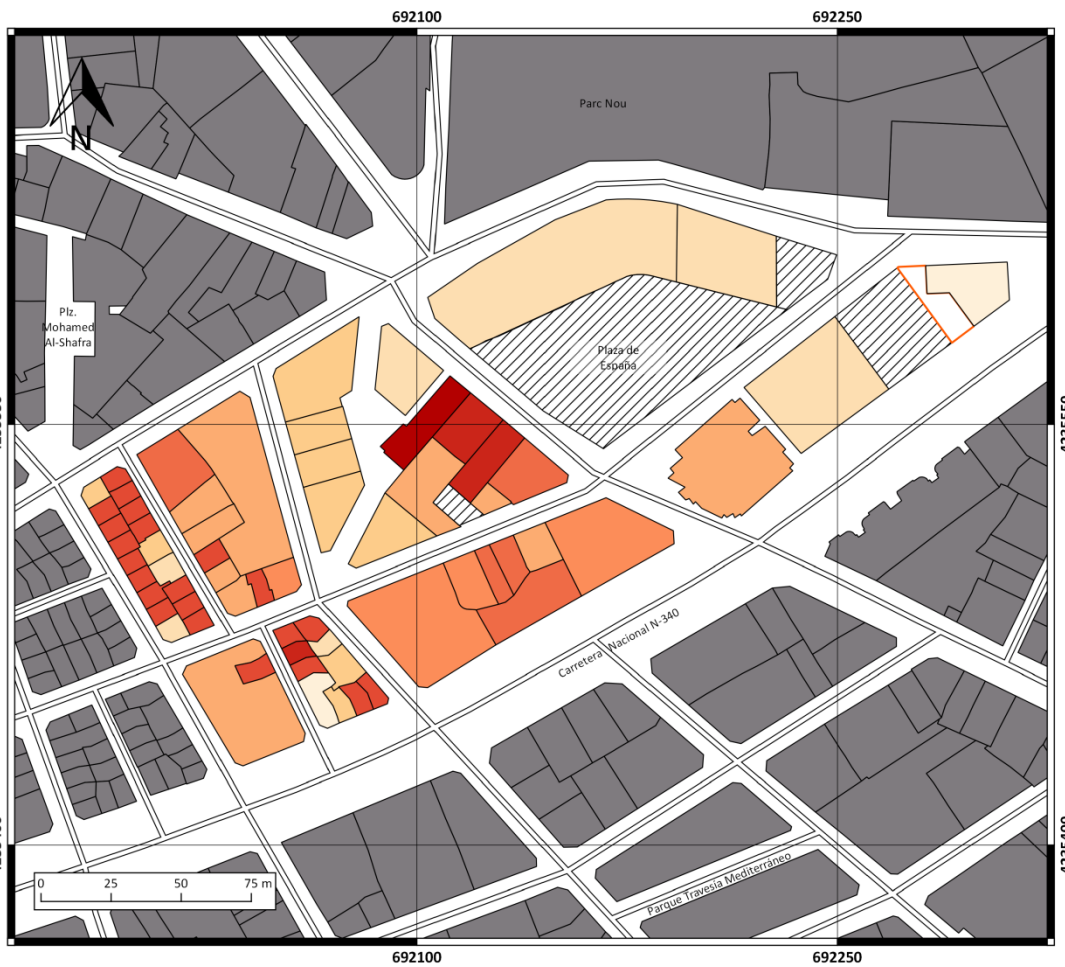 692100
692250
N
Parc Nou
Plz.
Mohamed
Al-Shafra
Plaza de
España
Carretera Nacional N-340
Parque Travesia Mediterráneo
0 25 50 75 m
692100
692250